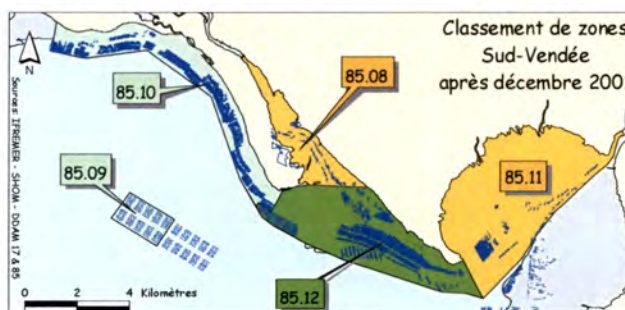 Classement de zones
Sud-Vendée
après décembre 200
N
Sources IFREMER - SHOM - DDAM 17 & 85
85.10
85.08
85.09
85.11
85.12
0 2 4 Kilomètres